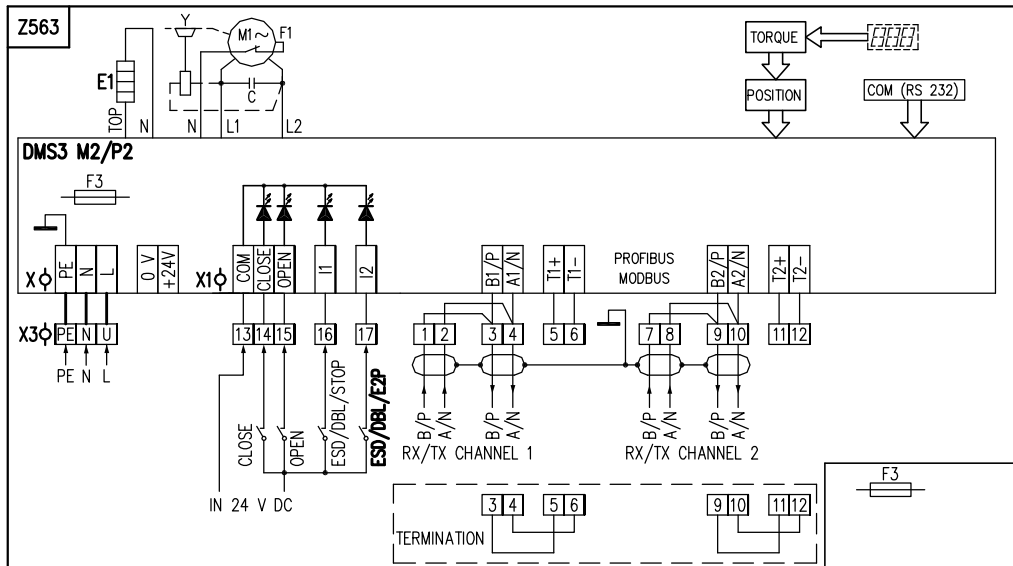 Z563
Y
M1~
F1
TORQUE
888
E1
C
POSITION
COM (RS 232)
TOP
N
N
L1
L2
DMS3 M2/P2
F3
X
PE
N
L
0 V
+24V
X1
COM
CLOSE
OPEN
I1
I2
B1/P
A1/N
T1+
T1-
PROFIBUS
MODBUS
B2/P
A2/N
T2+
T2-
X3
PE N U
13 14 15 16 17
1 2 3 4 5 6
7 8 9 10 11 12
PE N L
CLOSE
OPEN
ESD/DBL/STOP
ESD/DBL/E2P
B/P
A/N
B/P
A/N
B/P
A/N
B/P
A/N
RX/TX CHANNEL 1
RX/TX CHANNEL 2
IN 24 V DC
TERMINATION
3 4 5 6
9 10 11 12
F3